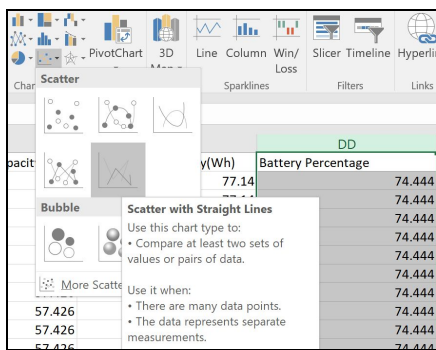 PivotChart 3D Line Column Win/ Slicer Timeline
Loss
Sparklines Filters Links
Scatter
DD
y(Wh) Battery Percentage
77.14 74.444
74.444
Bubble
74.444
74.444
74.444
74.444
74.444
More Scatte
57.426 74.444
57.426 74.444
74.444
Scatter with Straight Lines
Use this chart type to:
• Compare at least two sets of
values or pairs of data.
Use it when:
• There are many data points.
• The data represents separate
measurements.